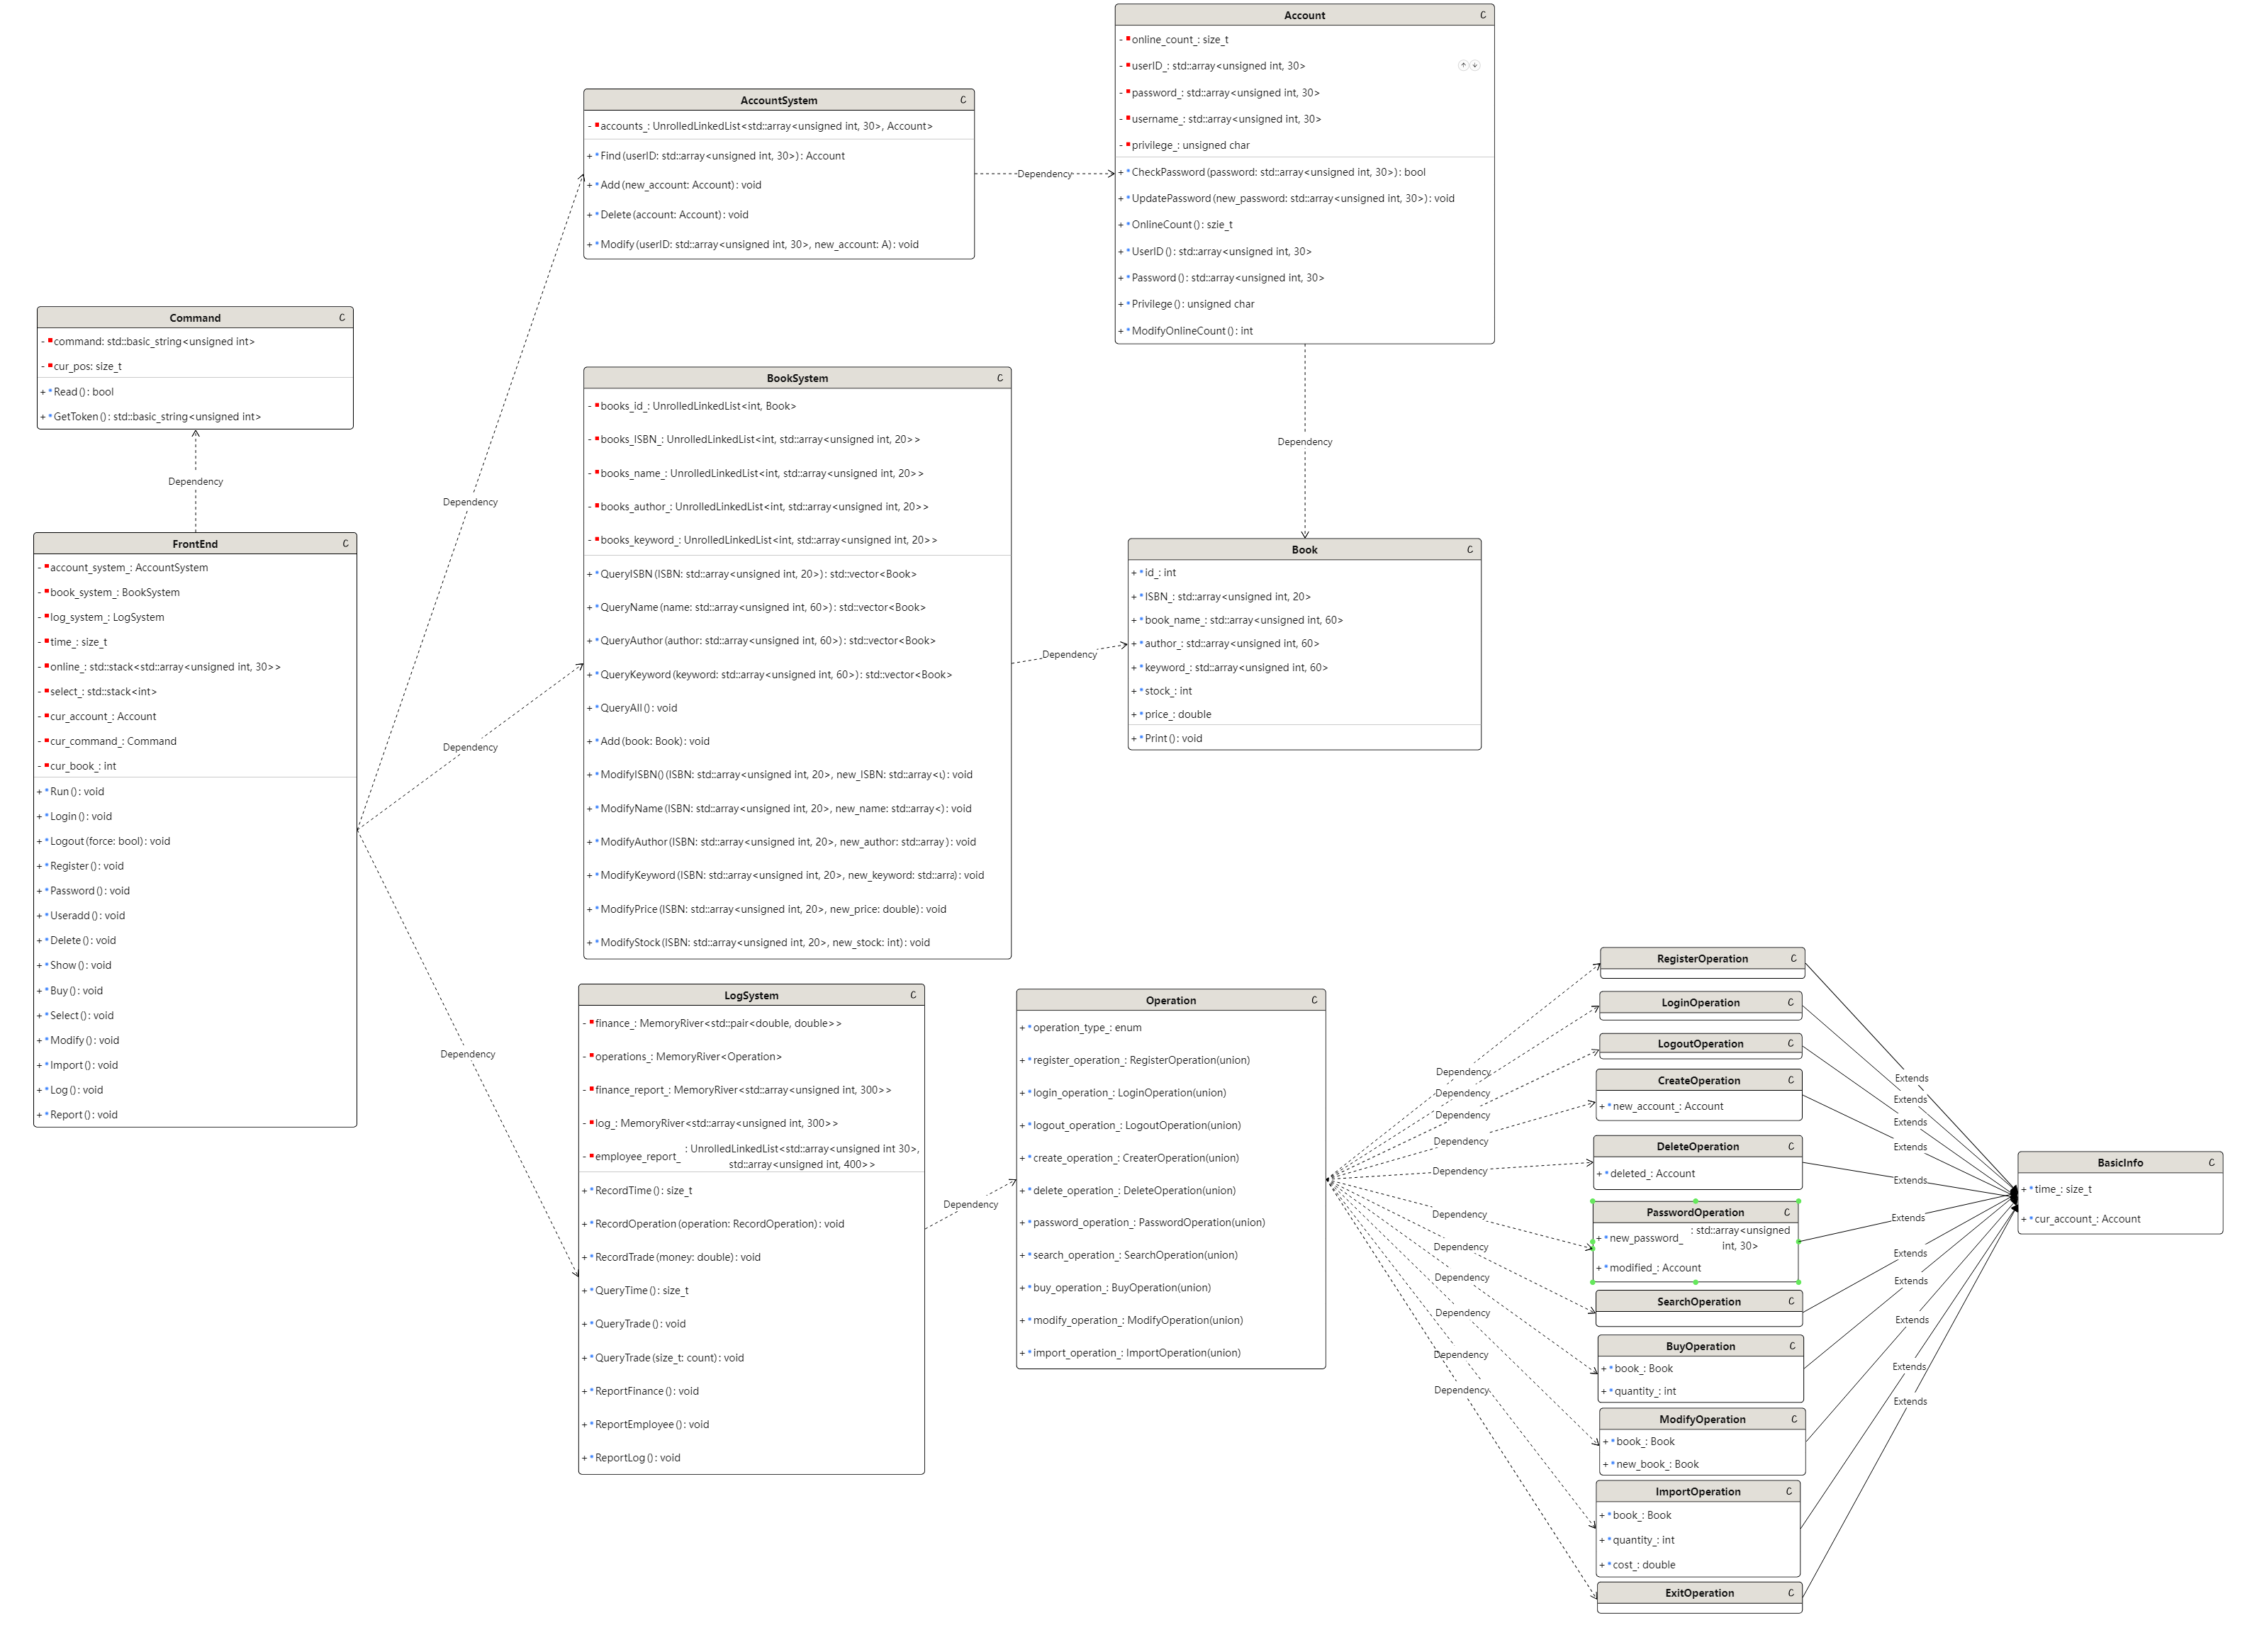 Account C
- online_count_: size_t
- userID_: std::array<unsigned int, 30>
- password_: std::array<unsigned int, 30>
- username_: std::array<unsigned int, 30>
- privilege_: unsigned char
+ CheckPassword(password: std::array<unsigned int, 30>): bool
+ UpdatePassword(new_password: std::array<unsigned int, 30>): void
+ OnlineCount(): szie_t
+ UserID(): std::array<unsigned int, 30>
+ Password(): std::array<unsigned int, 30>
+ Privilege(): unsigned char
+ ModifyOnlineCount(): int
AccountSystem C
- accounts_: UnrolledLinkedList<std::array<unsigned int, 30>, Account>
+ Find(userID: std::array<unsigned int, 30>): Account
+ Add(new_account: Account): void
+ Delete(account: Account): void
+ Modify(userID: std::array<unsigned int, 30>, new_account: A): void
Dependency
Command C
- command: std::basic_string<unsigned int>
- cur_pos: size_t
+ Read(): bool
+ GetToken(): std::basic_string<unsigned int>
Dependency
FrontEnd C
- account_system_: AccountSystem
- book_system_: BookSystem
- log_system_: LogSystem
- time_: size_t
- online_: std::stack<std::array<unsigned int, 30>>
- select_: std::stack<int>
- cur_account_: Account
- cur_command_: Command
- cur_book_: int
+ Run(): void
+ Login(): void
+ Logout(force: bool): void
+ Register(): void
+ Password(): void
+ Useradd(): void
+ Delete(): void
+ Show(): void
+ Buy(): void
+ Select(): void
+ Modify(): void
+ Import(): void
+ Log(): void
+ Report(): void
Dependency
Dependency
Dependency
BookSystem C
- books_id_: UnrolledLinkedList<int, Book>
- books_ISBN_: UnrolledLinkedList<int, std::array<unsigned int, 20>>
- books_name_: UnrolledLinkedList<int, std::array<unsigned int, 20>>
- books_author_: UnrolledLinkedList<int, std::array<unsigned int, 20>>
- books_keyword_: UnrolledLinkedList<int, std::array<unsigned int, 20>>
+ QueryISBN(ISBN: std::array<unsigned int, 20>): std::vector<Book>
+ QueryName(name: std::array<unsigned int, 60>): std::vector<Book>
+ QueryAuthor(author: std::array<unsigned int, 60>): std::vector<Book>
+ QueryKeyword(keyword: std::array<unsigned int, 60>): std::vector<Book>
+ QueryAll(): void
+ Add(book: Book): void
+ ModifyISBN()(ISBN: std::array<unsigned int, 20>, new_ISBN: std::array<): void
+ ModifyName(ISBN: std::array<unsigned int, 20>, new_name: std::array<): void
+ ModifyAuthor(ISBN: std::array<unsigned int, 20>, new_author: std::array): void
+ ModifyKeyword(ISBN: std::array<unsigned int, 20>, new_keyword: std::arra): void
+ ModifyPrice(ISBN: std::array<unsigned int, 20>, new_price: double): void
+ ModifyStock(ISBN: std::array<unsigned int, 20>, new_stock: int): void
Dependency
Dependency
Book C
+ id_: int
+ ISBN_: std::array<unsigned int, 20>
+ book_name_: std::array<unsigned int, 60>
+ author_: std::array<unsigned int, 60>
+ keyword_: std::array<unsigned int, 60>
+ stock_: int
+ price_: double
+ Print(): void
LogSystem C
- finance_: MemoryRiver<std::pair<double, double>>
- operations_: MemoryRiver<Operation>
- finance_report_: MemoryRiver<std::array<unsigned int, 300>>
- log_: MemoryRiver<std::array<unsigned int, 300>>
- employee_report_ : UnrolledLinkedList<std::array<unsigned int 30>,
std::array<unsigned int, 400>>
+ RecordTime(): size_t
+ RecordOperation(operation: RecordOperation): void
+ RecordTrade(money: double): void
+ QueryTime(): size_t
+ QueryTrade(): void
+ QueryTrade(size_t: count): void
+ ReportFinance(): void
+ ReportEmployee(): void
+ ReportLog(): void
Dependency
Operation C
+ operation_type_: enum
+ register_operation_: RegisterOperation(union)
+ login_operation_: LoginOperation(union)
+ logout_operation_: LogoutOperation(union)
+ create_operation_: CreaterOperation(union)
+ delete_operation_: DeleteOperation(union)
+ password_operation_: PasswordOperation(union)
+ search_operation_: SearchOperation(union)
+ buy_operation_: BuyOperation(union)
+ modify_operation_: ModifyOperation(union)
+ import_operation_: ImportOperation(union)
Dependency
Dependency
Dependency
Dependency
Dependency
Dependency
Dependency
Dependency
Dependency
Dependency
Dependency
RegisterOperation C
LoginOperation C
LogoutOperation C
CreateOperation C
+ new_account_: Account
DeleteOperation C
+ deleted_: Account
PasswordOperation C
+ new_password_ : std::array<unsigned
int, 30>
+ modified_: Account
SearchOperation C
BuyOperation C
+ book_: Book
+ quantity_: int
ModifyOperation C
+ book_: Book
+ new_book_: Book
ImportOperation C
+ book_: Book
+ quantity_: int
+ cost_: double
ExitOperation C
Extends
Extends
Extends
Extends
Extends
Extends
Extends
Extends
Extends
Extends
Extends
BasicInfo C
+ time_: size_t
+ cur_account_: Account